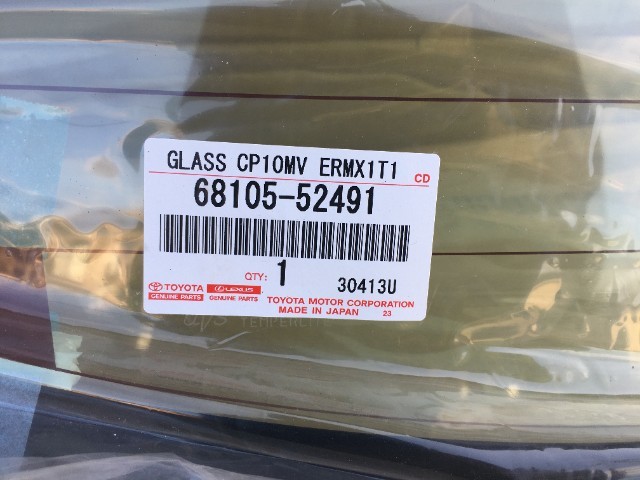 GLASS CP10MV ERMX1T1
CD
68105-52491
QTY: 1 30413U
TOYOTA LEXUS
GENUINE PARTS GENUINE PARTS
TOYOTA MOTOR CORPORATION
MADE IN JAPAN 23